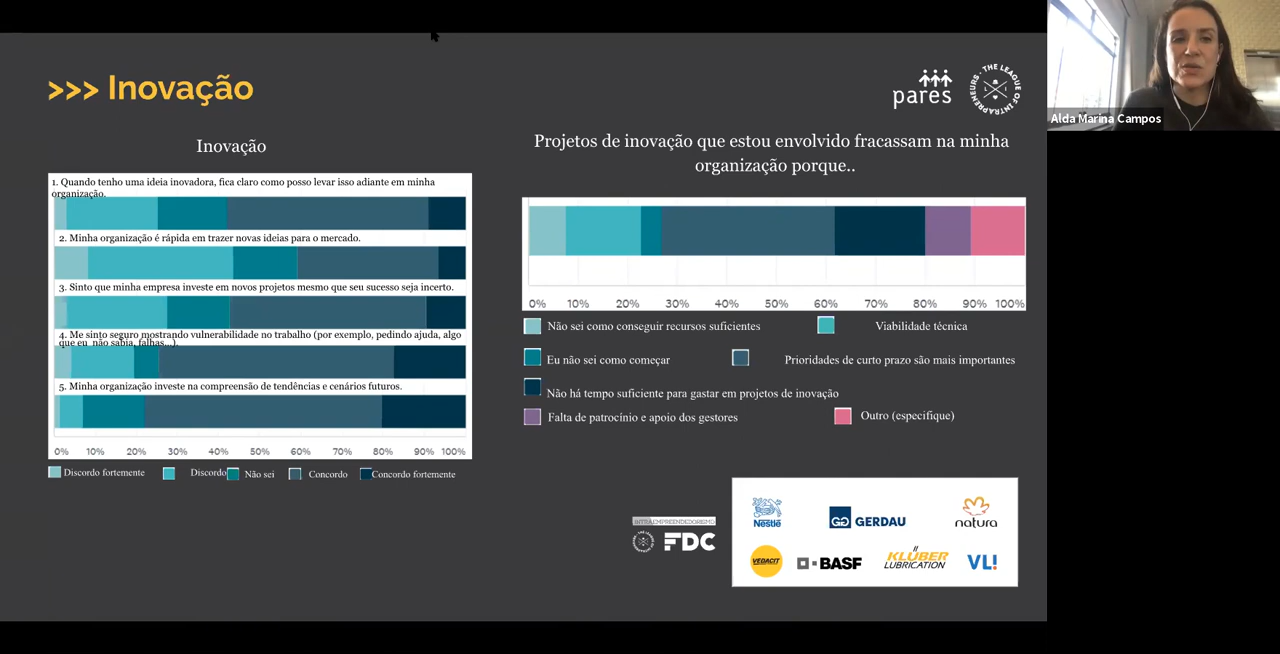 >>> Inovação
pares
THE LEAGUE OF INTRAPRENEURS
Alda Marina Campos
Inovação
1. Quando tenho uma ideia inovadora, fica claro como posso levar isso adiante em minha
organização.
2. Minha organização é rápida em trazer novas ideias para o mercado.
3. Sinto que minha empresa investe em novos projetos mesmo que seu sucesso seja incerto.
4. Me sinto seguro mostrando vulnerabilidade no trabalho (por exemplo, pedindo ajuda, algo
que eu não sabia, falhas...).
5. Minha organização investe na compreensão de tendências e cenários futuros.
0% 10% 20% 30% 40% 50% 60% 70% 80% 90% 100%
Discordo fortemente Discordo Não sei Concordo Concordo fortemente
Projetos de inovação que estou envolvido fracassam na minha
organização porque..
0% 10% 20% 30% 40% 50% 60% 70% 80% 90% 100%
Não sei como conseguir recursos suficientes Viabilidade técnica
Eu não sei como começar Prioridades de curto prazo são mais importantes
Não há tempo suficiente para gastar em projetos de inovação
Falta de patrocínio e apoio dos gestores Outro (especifique)
INTRAEMPREENDEDORISMO
FDC
Nestlé GERDAU natura
VEDACIT BASF KLÜBER
LUBRICATION VL!